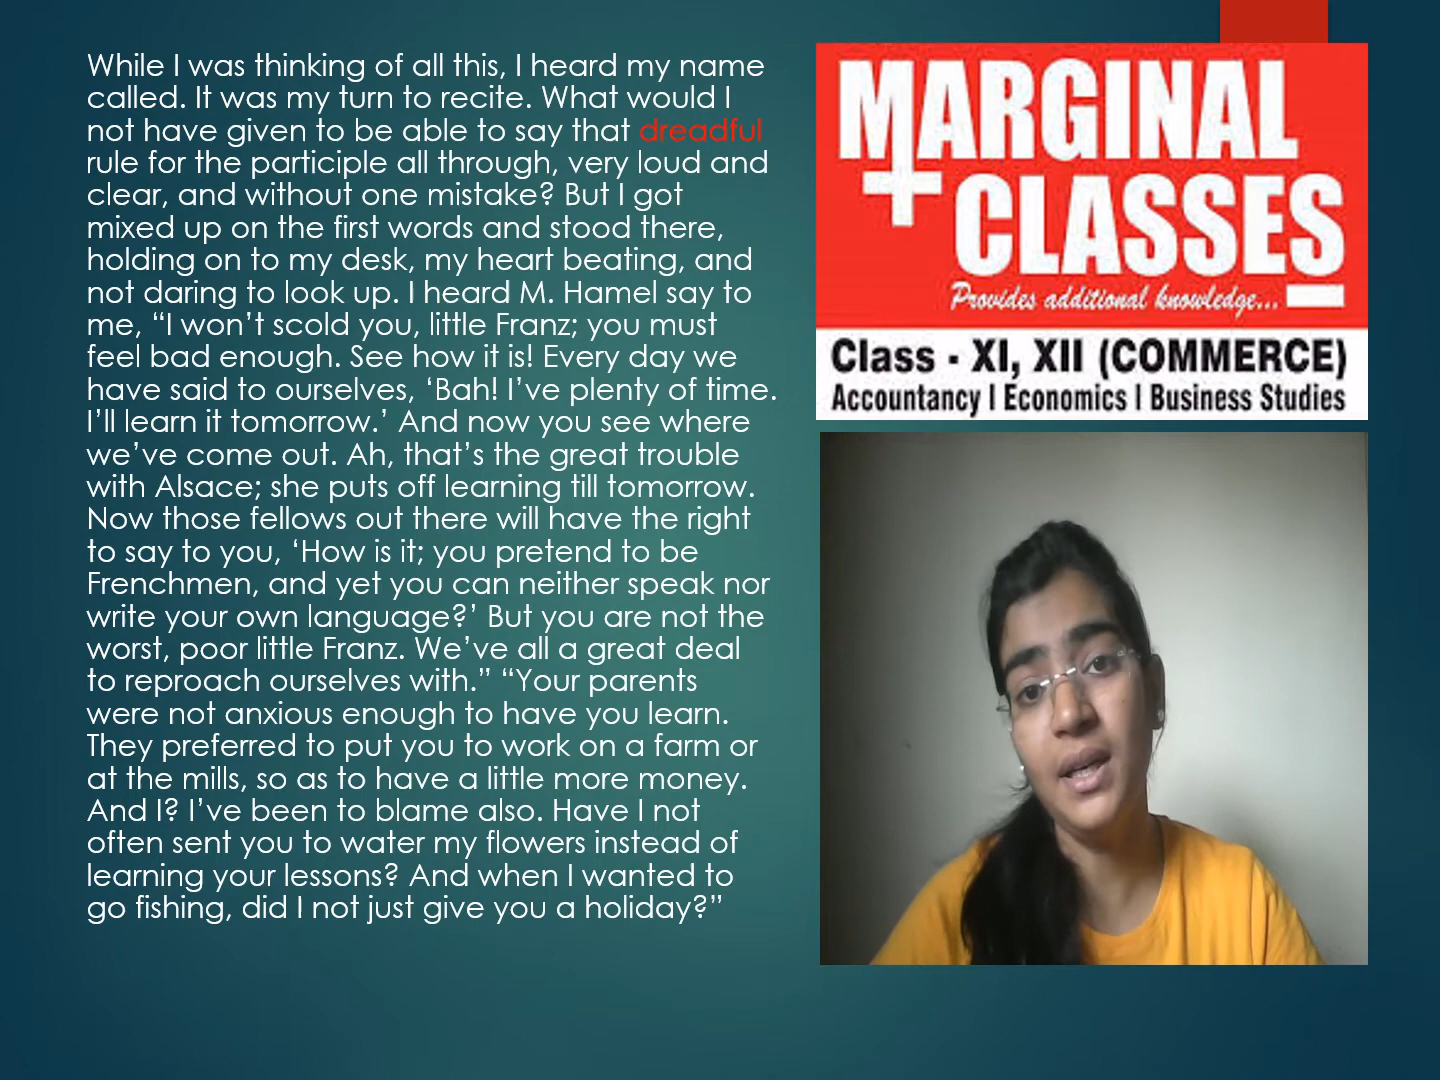 While I was thinking of all this, I heard my name
called. It was my turn to recite. What would I
not have given to be able to say that dreadful
rule for the participle all through, very loud and
clear, and without one mistake? But I got
mixed up on the first words and stood there,
holding on to my desk, my heart beating, and
not daring to look up. I heard M. Hamel say to
me, “I won’t scold you, little Franz; you must
feel bad enough. See how it is! Every day we
have said to ourselves, ‘Bah! I’ve plenty of time.
I’ll learn it tomorrow.’ And now you see where
we’ve come out. Ah, that’s the great trouble
with Alsace; she puts off learning till tomorrow.
Now those fellows out there will have the right
to say to you, ‘How is it; you pretend to be
Frenchmen, and yet you can neither speak nor
write your own language?’ But you are not the
worst, poor little Franz. We’ve all a great deal
to reproach ourselves with.” “Your parents
were not anxious enough to have you learn.
They preferred to put you to work on a farm or
at the mills, so as to have a little more money.
And I? I’ve been to blame also. Have I not
often sent you to water my flowers instead of
learning your lessons? And when I wanted to
go fishing, did I not just give you a holiday?”
MARGINAL
CLASSES
Provides additional knowledge...
Class - XI, XII (COMMERCE)
Accountancy | Economics | Business Studies